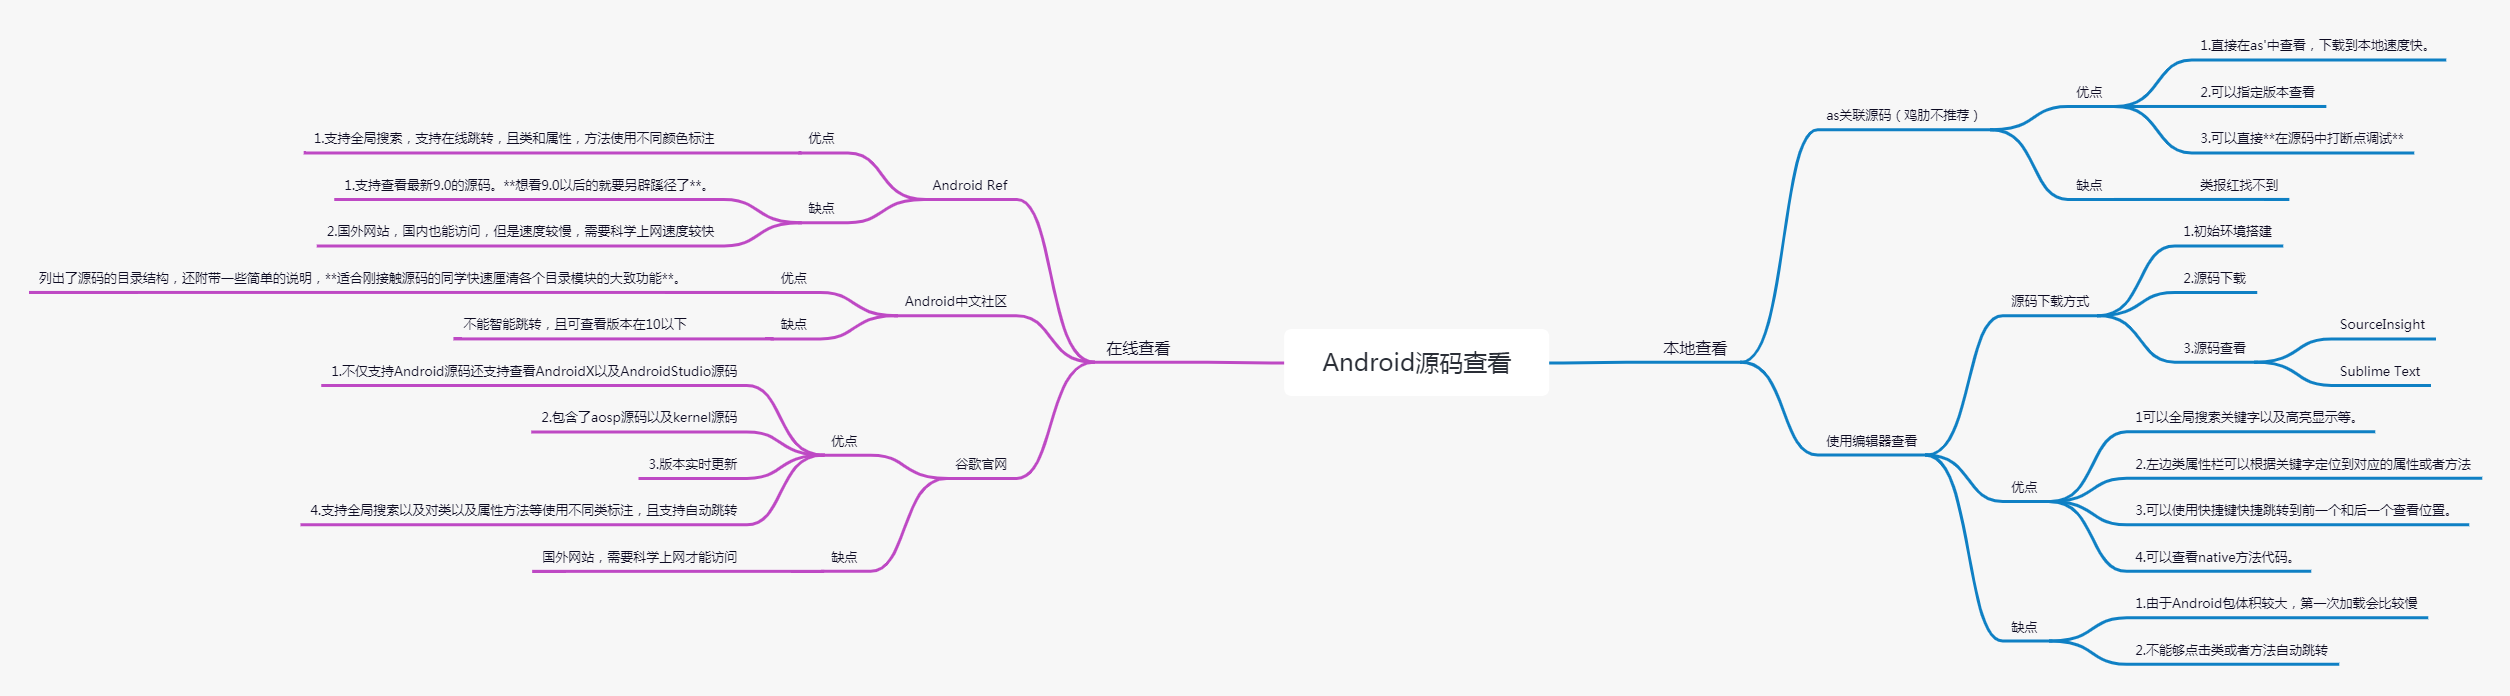 Android源码查看
本地查看
as关联源码（鸡肋不推荐）
优点
1.直接在as'中查看，下载到本地速度快。
2.可以指定版本查看
3.可以直接**在源码中打断点调试**
缺点
类报红找不到
使用编辑器查看
源码下载方式
1.初始环境搭建
2.源码下载
3.源码查看
SourceInsight
Sublime Text
优点
1可以全局搜索关键字以及高亮显示等。
2.左边类属性栏可以根据关键字定位到对应的属性或者方法
3.可以使用快捷键快捷跳转到前一个和后一个查看位置。
4.可以查看native方法代码。
缺点
1.由于Android包体积较大，第一次加载会比较慢
2.不能够点击类或者方法自动跳转
在线查看
Android Ref
优点
1.支持全局搜索，支持在线跳转，且类和属性，方法使用不同颜色标注
缺点
1.支持查看最新9.0的源码。**想看9.0以后的就要另辟蹊径了**。
2.国外网站，国内也能访问，但是速度较慢，需要科学上网速度较快
Android中文社区
优点
列出了源码的目录结构，还附带一些简单的说明，**适合刚接触源码的同学快速厘清各个目录模块的大致功能**。
缺点
不能智能跳转，且可查看版本在10以下
谷歌官网
优点
1.不仅支持Android源码还支持查看AndroidX以及AndroidStudio源码
2.包含了aosp源码以及kernel源码
3.版本实时更新
4.支持全局搜索以及对类以及属性方法等使用不同类标注，且支持自动跳转
缺点
国外网站，需要科学上网才能访问